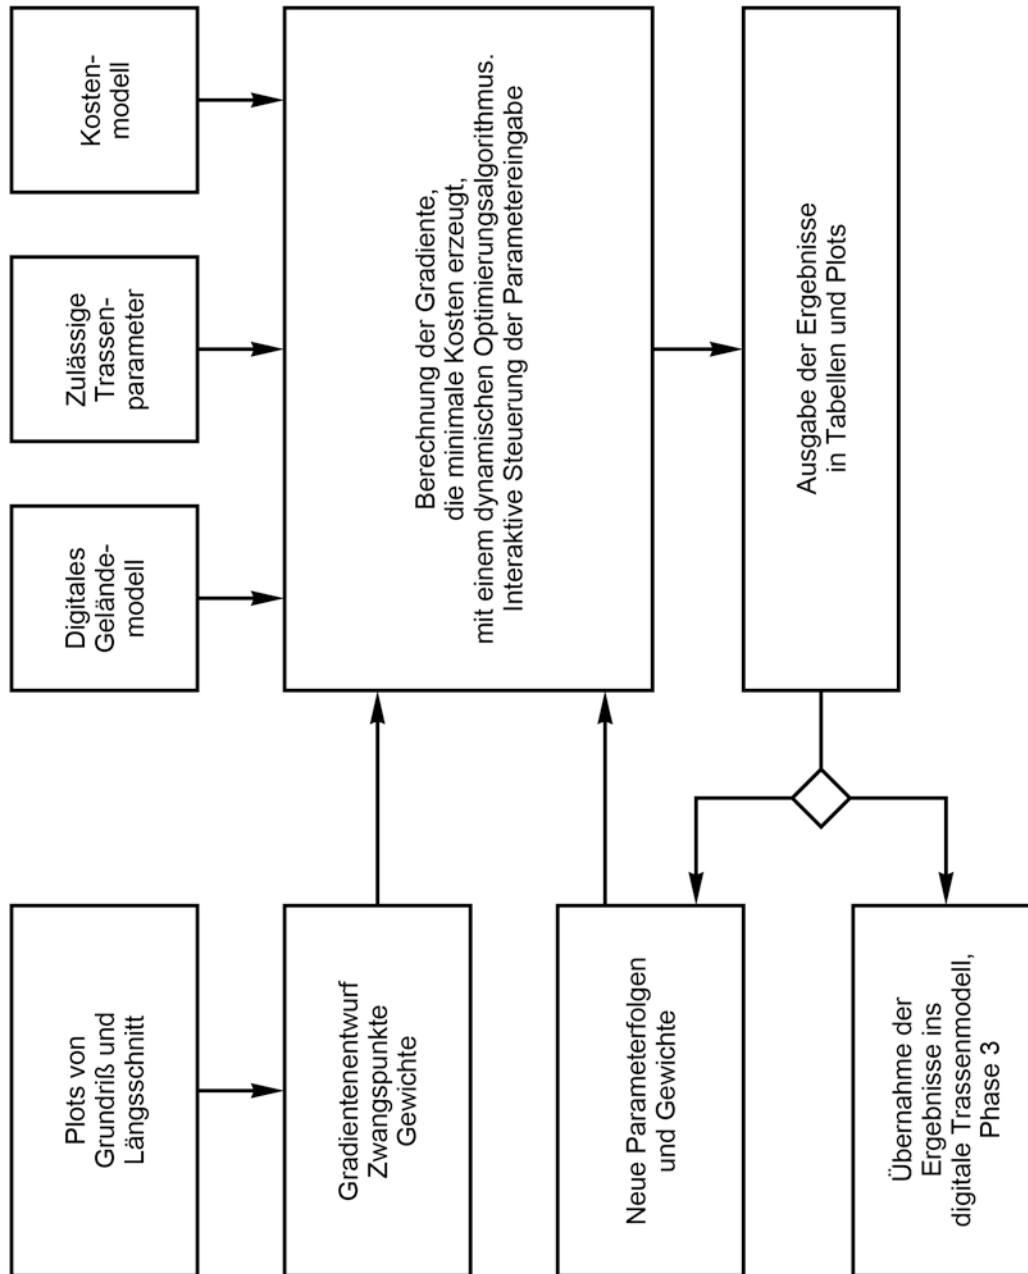 Plots von
Grundriß und
Längsschnitt
Digitales
Gelände-
modell
Zulässige
Trassen-
parameter
Kosten-
modell
Gradientenentwurf
Zwangspunkte
Gewichte
Berechnung der Gradiente,
die minimale Kosten erzeugt,
mit einem dynamischen Optimierungsalgorithmus.
Interaktive Steuerung der Parametereingabe
Neue Parameterfolgen
und Gewichte
Ausgabe der Ergebnisse
in Tabellen und Plots
Übernahme der
Ergebnisse ins
digitale Trassenmodell,
Phase 3